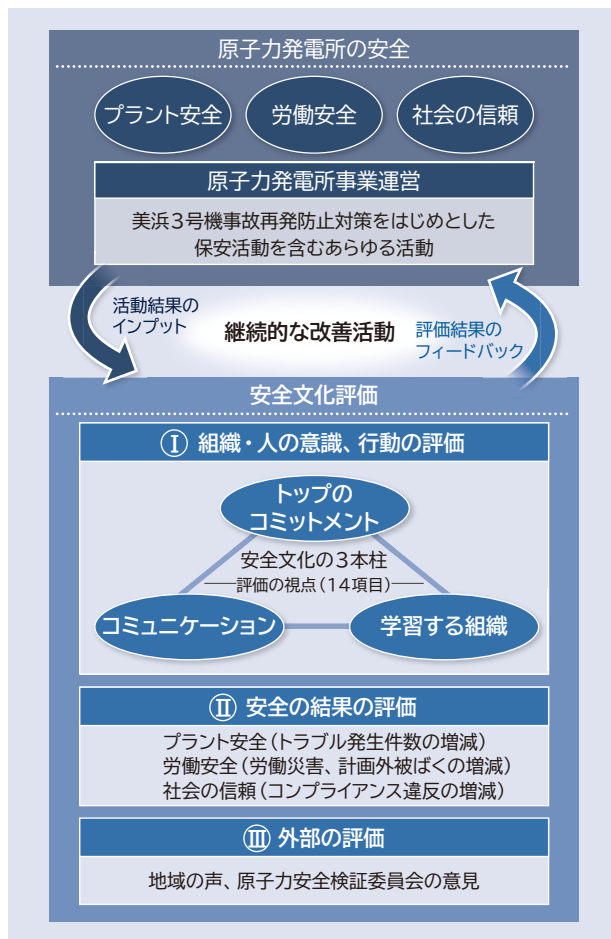 原子力発電所の安全
プラント安全
労働安全
社会の信頼
原子力発電所事業運営
美浜3号機事故再発防止対策をはじめとした
保安活動を含むあらゆる活動
活動結果の
インプット
継続的な改善活動
評価結果の
フィードバック
安全文化評価
Ⅰ 組織・人の意識、行動の評価
トップの
コミットメント
安全文化の3本柱
評価の視点(14項目)
コミュニケーション
学習する組織
Ⅱ 安全の結果の評価
プラント安全(トラブル発生件数の増減)
労働安全(労働災害、計画外被ばくの増減)
社会の信頼(コンプライアンス違反の増減)
Ⅲ 外部の評価
地域の声、原子力安全検証委員会の意見